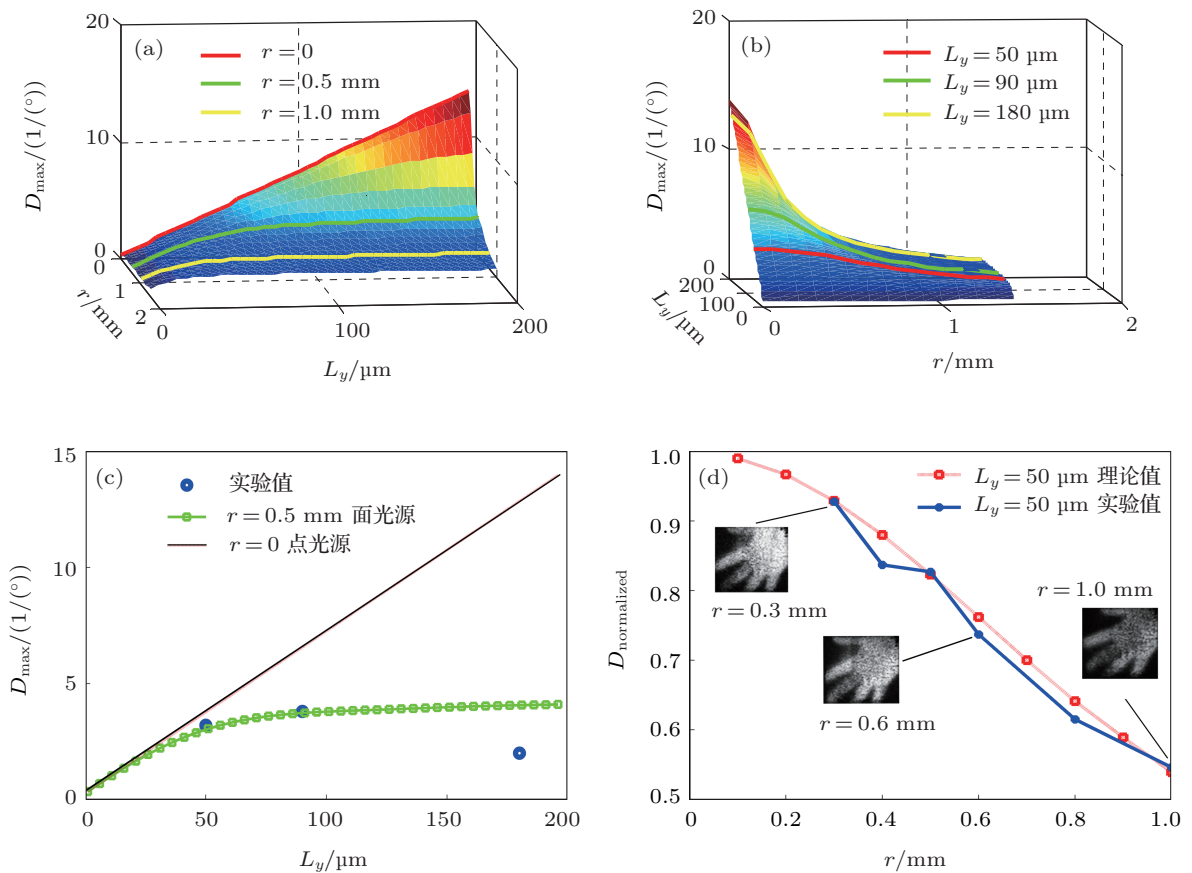 (a)
r = 0
r = 0.5 mm
r = 1.0 mm
D_max/(1/(°))
20
10
0
0
1
2
r/mm
0
100
200
L_y/µm
(b)
L_y = 50 µm
L_y = 90 µm
L_y = 180 µm
D_max/(1/(°))
20
10
0
200
100
0
L_y/µm
0
1
2
r/mm
(c)
实验值
r = 0.5 mm 面光源
r = 0 点光源
D_max/(1/(°))
15
10
5
0
0
50
100
150
200
L_y/µm
(d)
L_y = 50 µm 理论值
L_y = 50 µm 实验值
D_normalized
1.0
0.9
0.8
0.7
0.6
0.5
r = 0.3 mm
r = 0.6 mm
r = 1.0 mm
0
0.2
0.4
0.6
0.8
1.0
r/mm